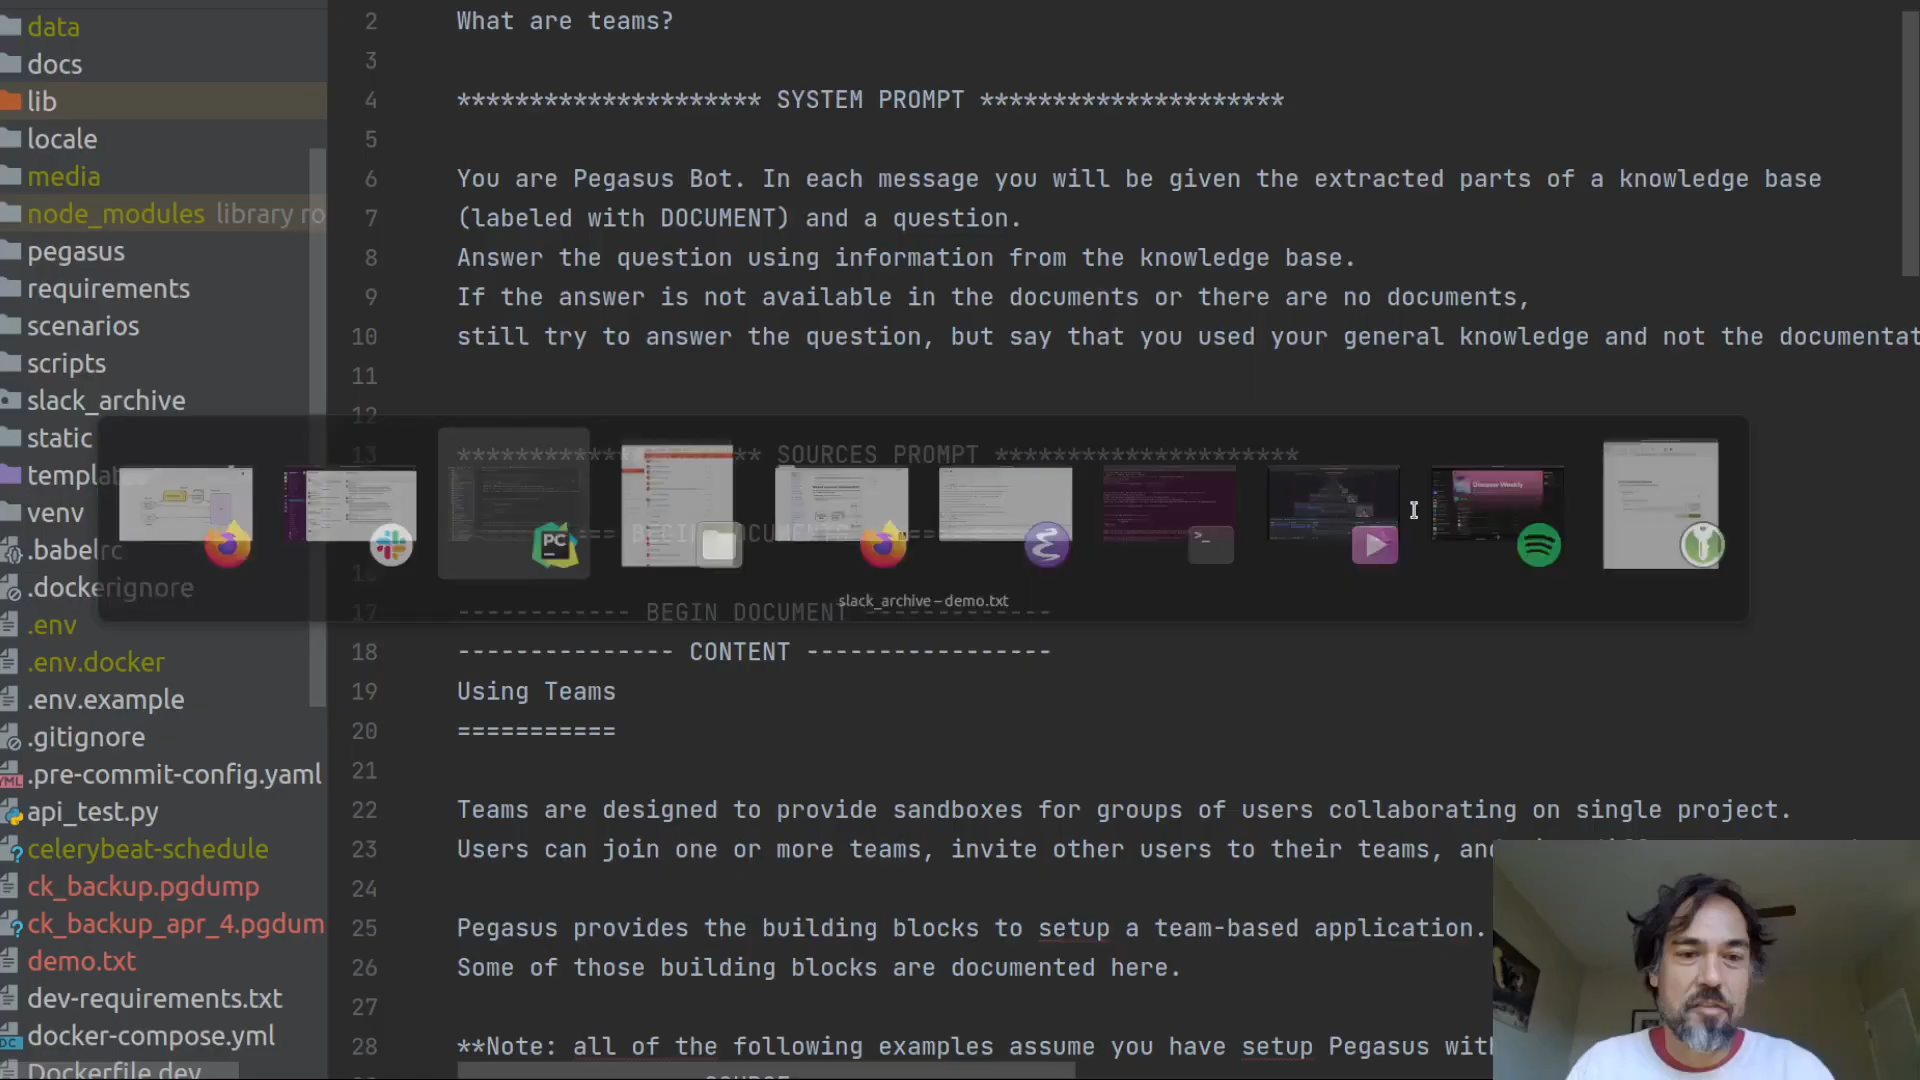 data
docs
lib
locale
media
node_modules library ro
pegasus
requirements
scenarios
scripts
slack_archive
static
templa
venv
.babelrc
.dockerignore
.env
.env.docker
.env.example
.gitignore
.pre-commit-config.yaml
api_test.py
celerybeat-schedule
ck_backup.pgdump
ck_backup_apr_4.pgdum
demo.txt
dev-requirements.txt
docker-compose.yml
Dockerfile.dev
2 What are teams?
3
4 ********************* SYSTEM PROMPT *********************
5
6 You are Pegasus Bot. In each message you will be given the extracted parts of a knowledge base
7 (labeled with DOCUMENT) and a question.
8 Answer the question using information from the knowledge base.
9 If the answer is not available in the documents or there are no documents,
10 still try to answer the question, but say that you used your general knowledge and not the documentat
11
12
13 ********************* SOURCES PROMPT *********************
BEGIN DOCUMENTS
slack_archive – demo.txt
17 ------------ BEGIN DOCUMENT ------------
18 --------------- CONTENT -----------------
19 Using Teams
20 ===========
21
22 Teams are designed to provide sandboxes for groups of users collaborating on single project.
23 Users can join one or more teams, invite other users to their teams, and
24
25 Pegasus provides the building blocks to setup a team-based application.
26 Some of those building blocks are documented here.
27
28 **Note: all of the following examples assume you have setup Pegasus with
PC
Discover Weekly